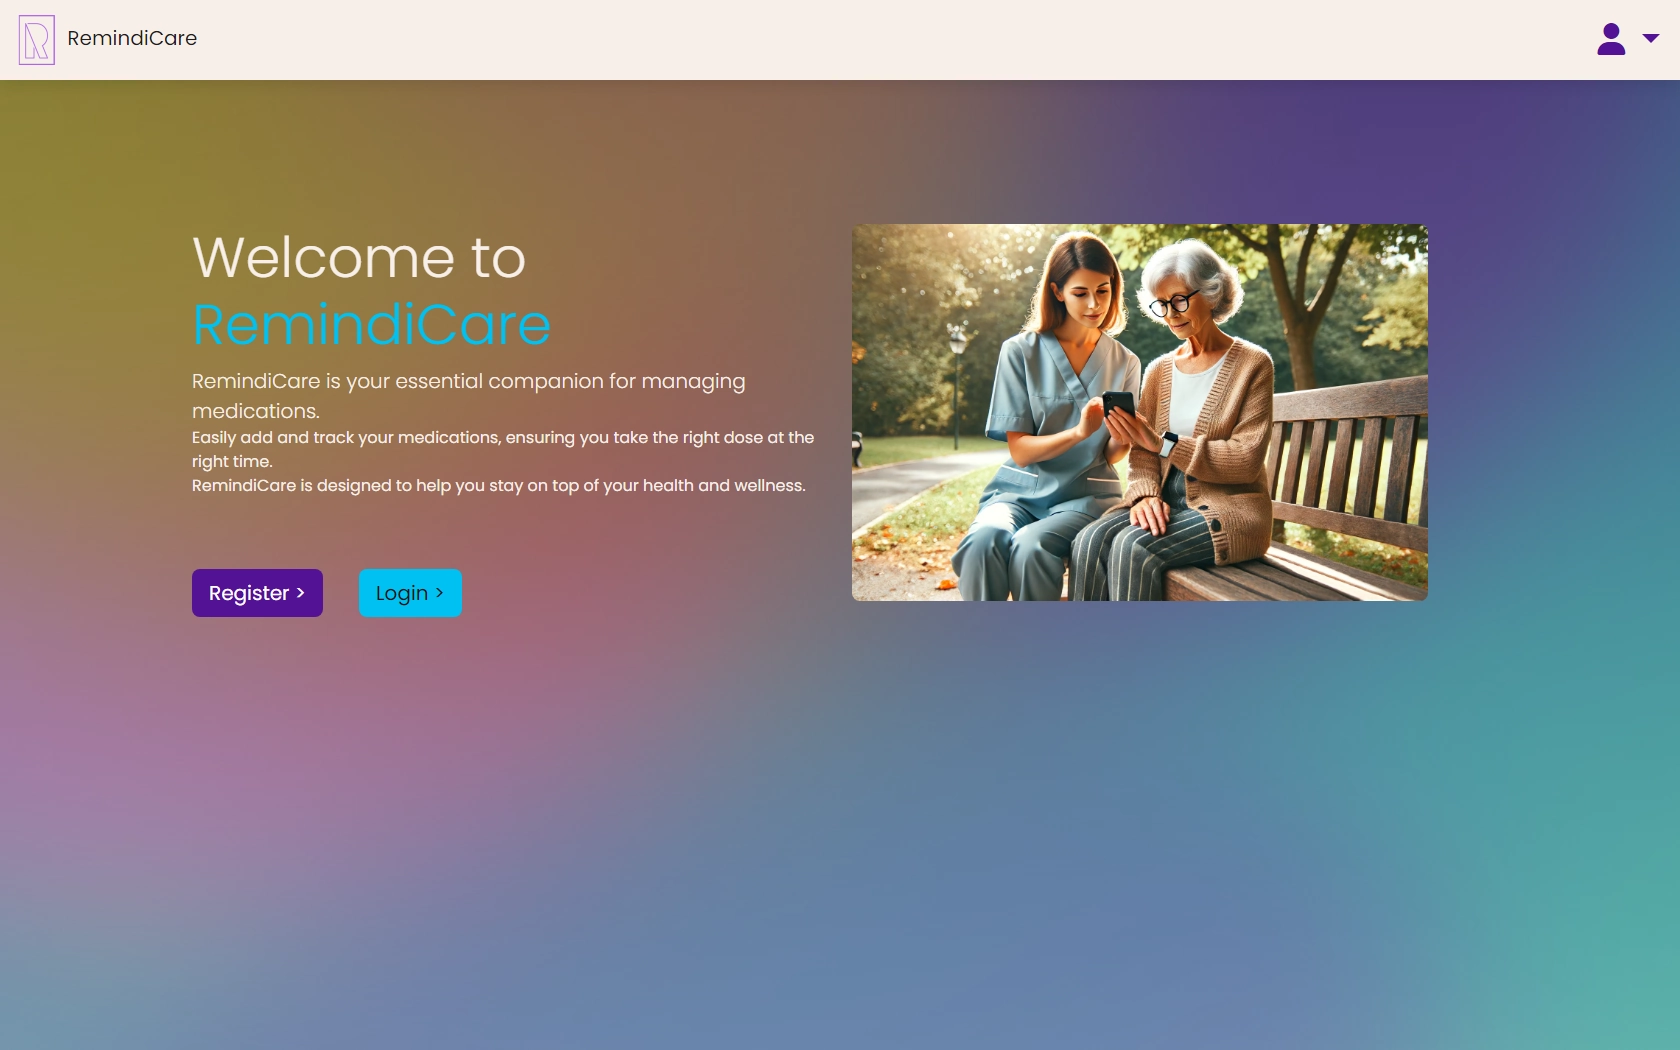 RemindiCare
Welcome to
RemindiCare
RemindiCare is your essential companion for managing
medications.
Easily add and track your medications, ensuring you take the right dose at the
right time.
RemindiCare is designed to help you stay on top of your health and wellness.
Register >
Login >